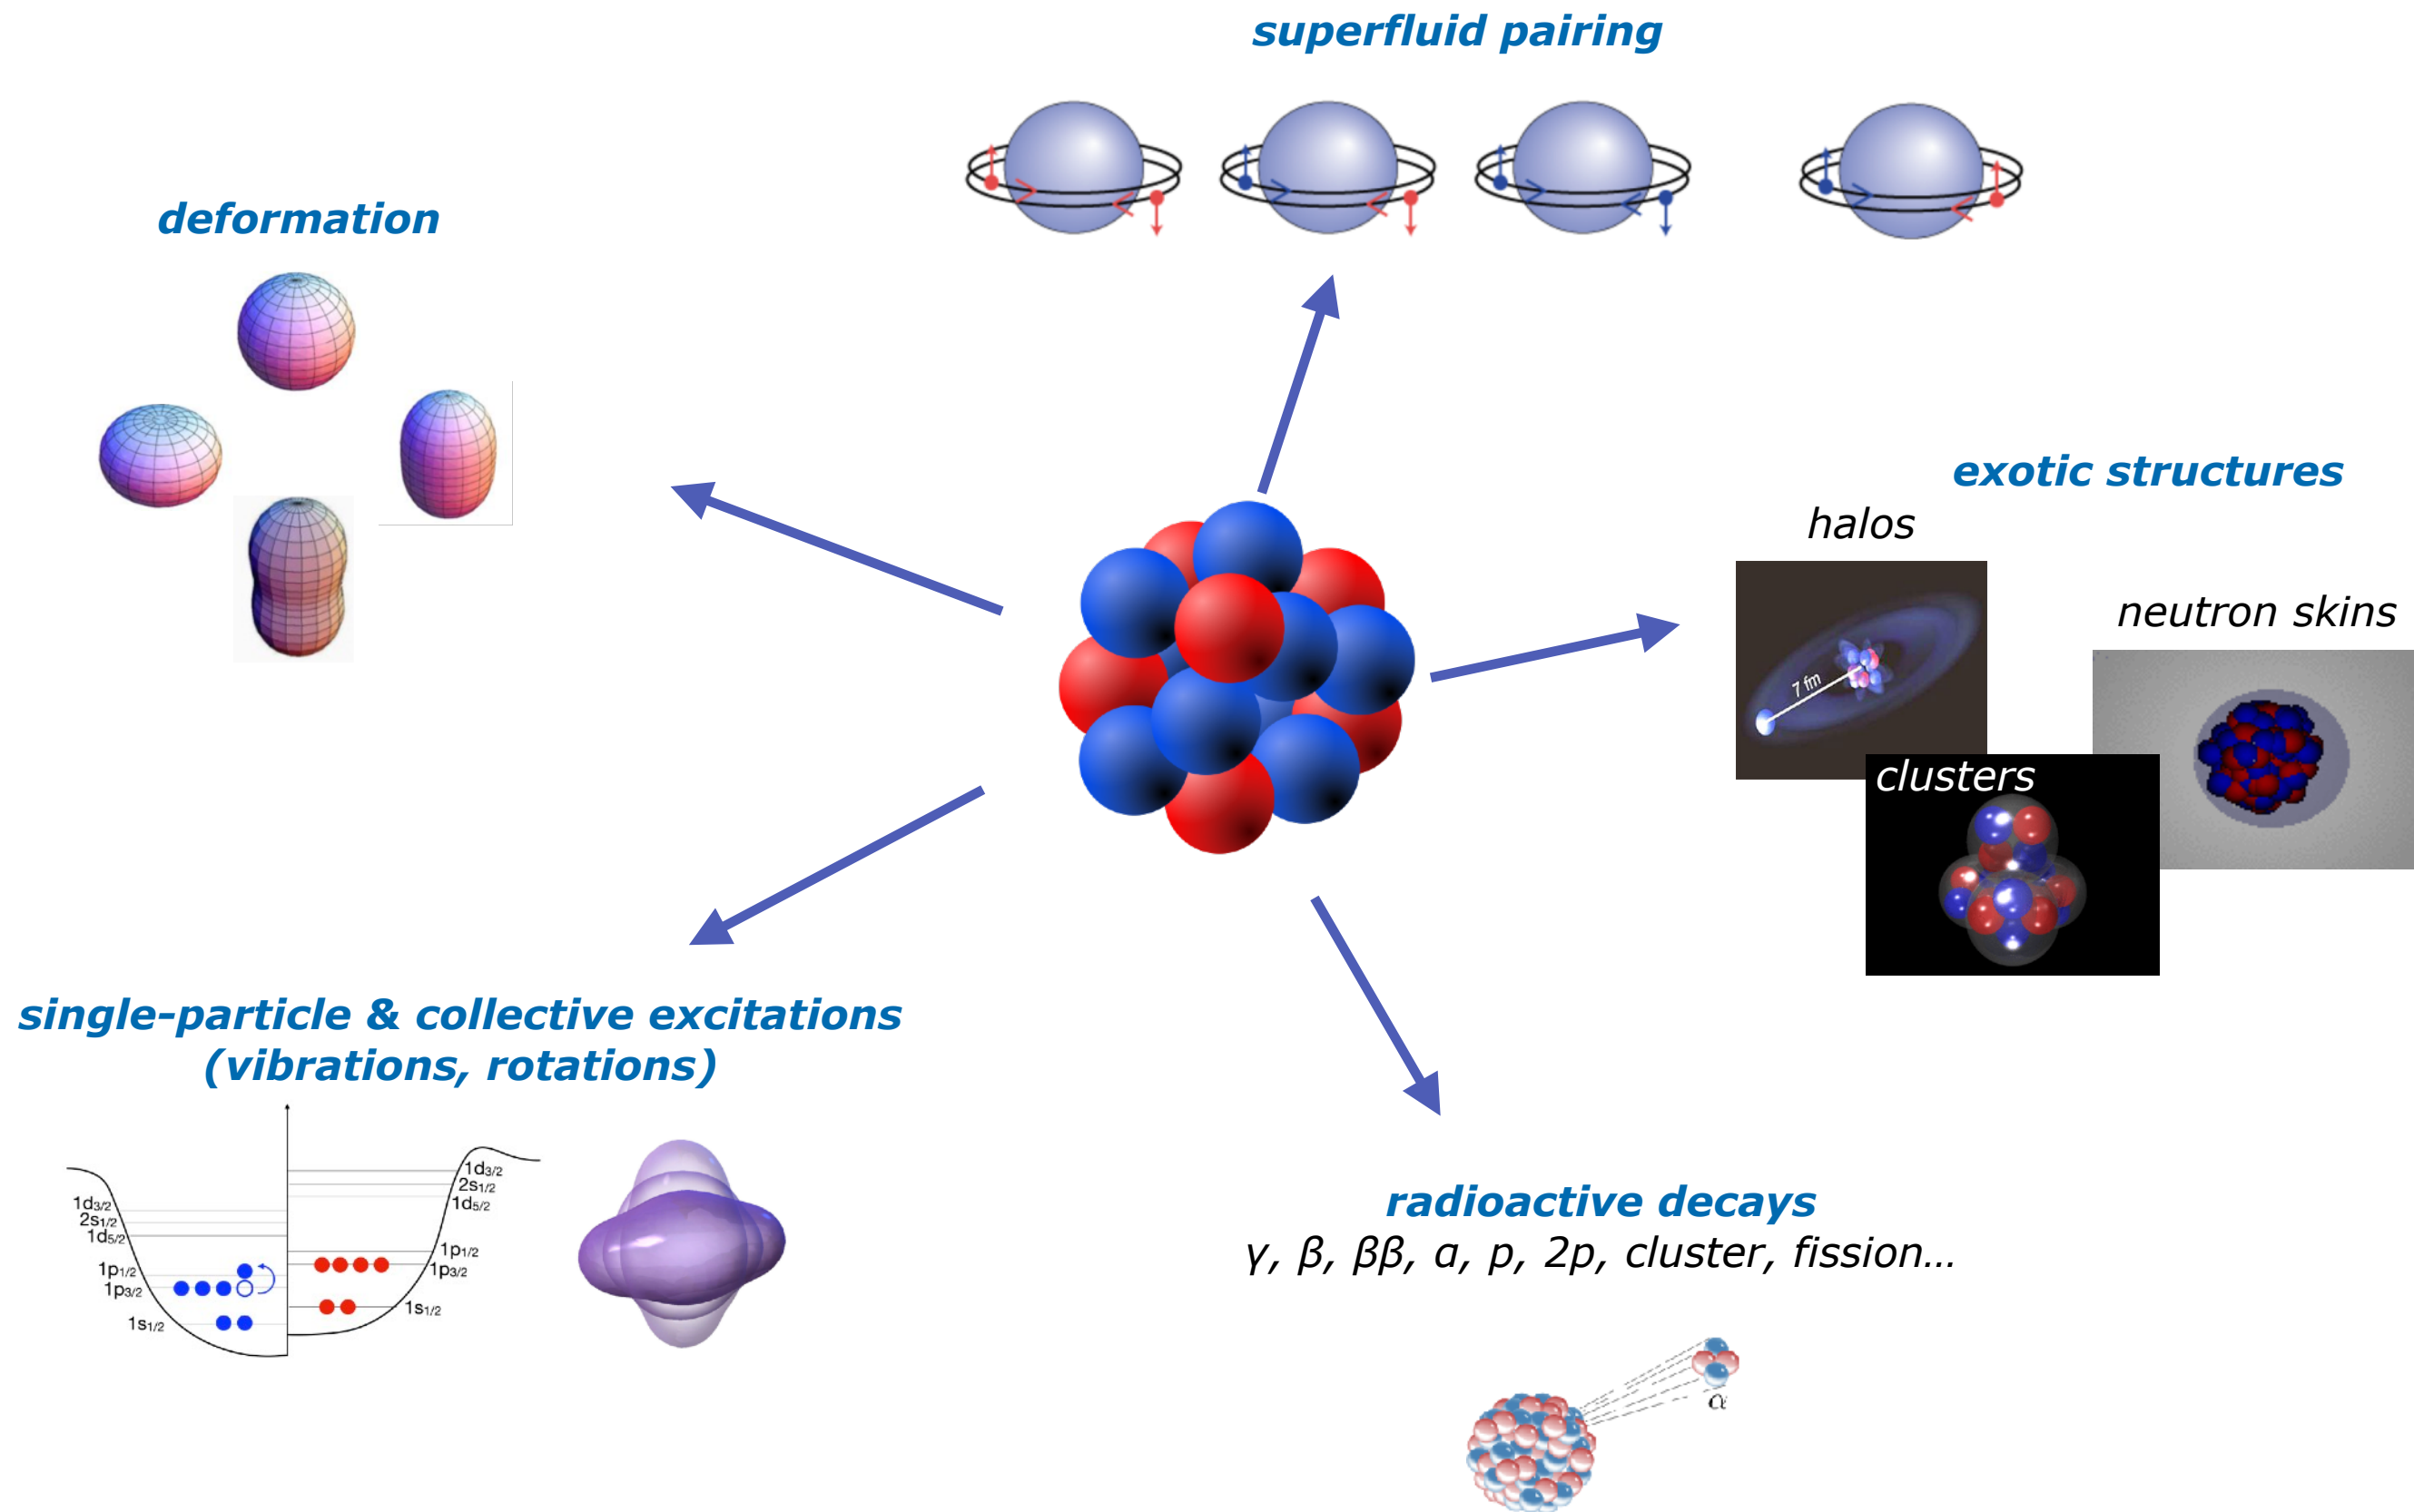 superfluid pairing
deformation
exotic structures
halos
neutron skins
7 fm
clusters
single-particle & collective excitations
(vibrations, rotations)
1d3/2
2s1/2
1d5/2
1p1/2
1p3/2
1s1/2
1d3/2
2s1/2
1d5/2
1p1/2
1p3/2
1s1/2
radioactive decays
γ, β, ββ, α, p, 2p, cluster, fission…
α